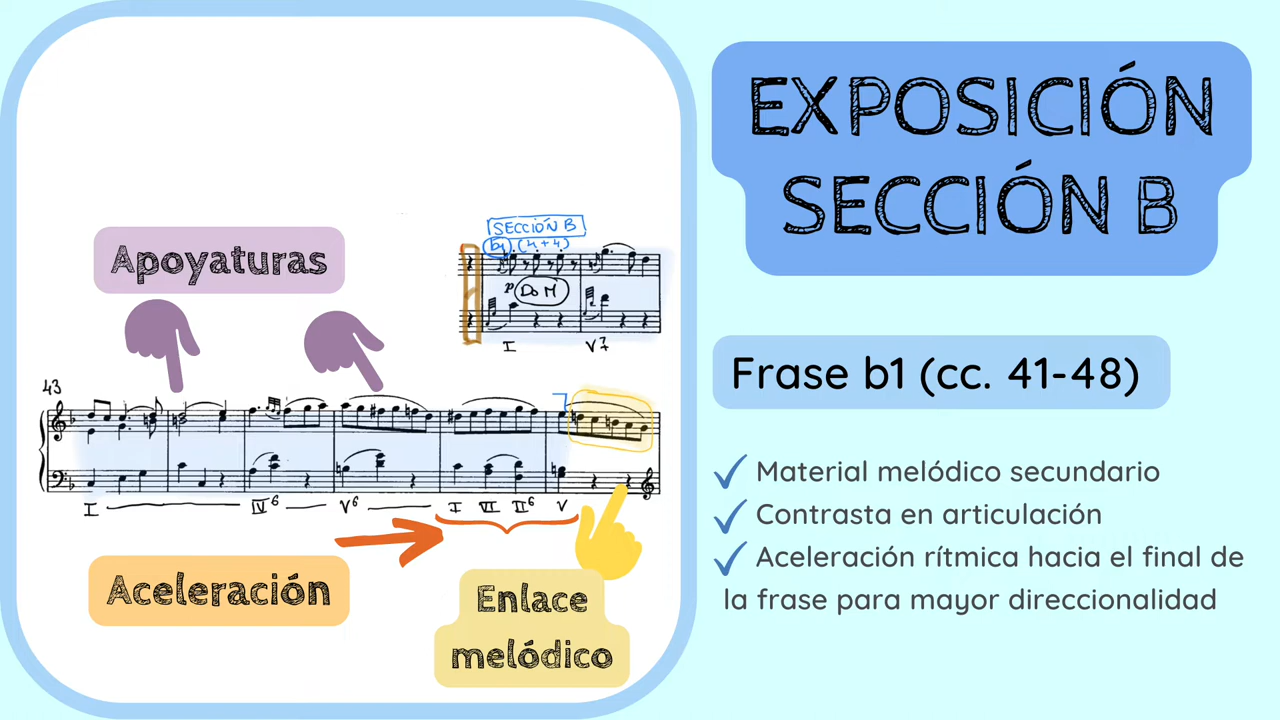 EXPOSICIÓN
SECCIÓN B
SECCIÓN B
b1 (4+4)
Apoyaturas
p Do M
I V7
Frase b1 (cc. 41-48)
43
Material melódico secundario
Contrasta en articulación
Aceleración rítmica hacia el final de
la frase para mayor direccionalidad
I IV6 V6 I VI II6 V
Aceleración
Enlace
melódico